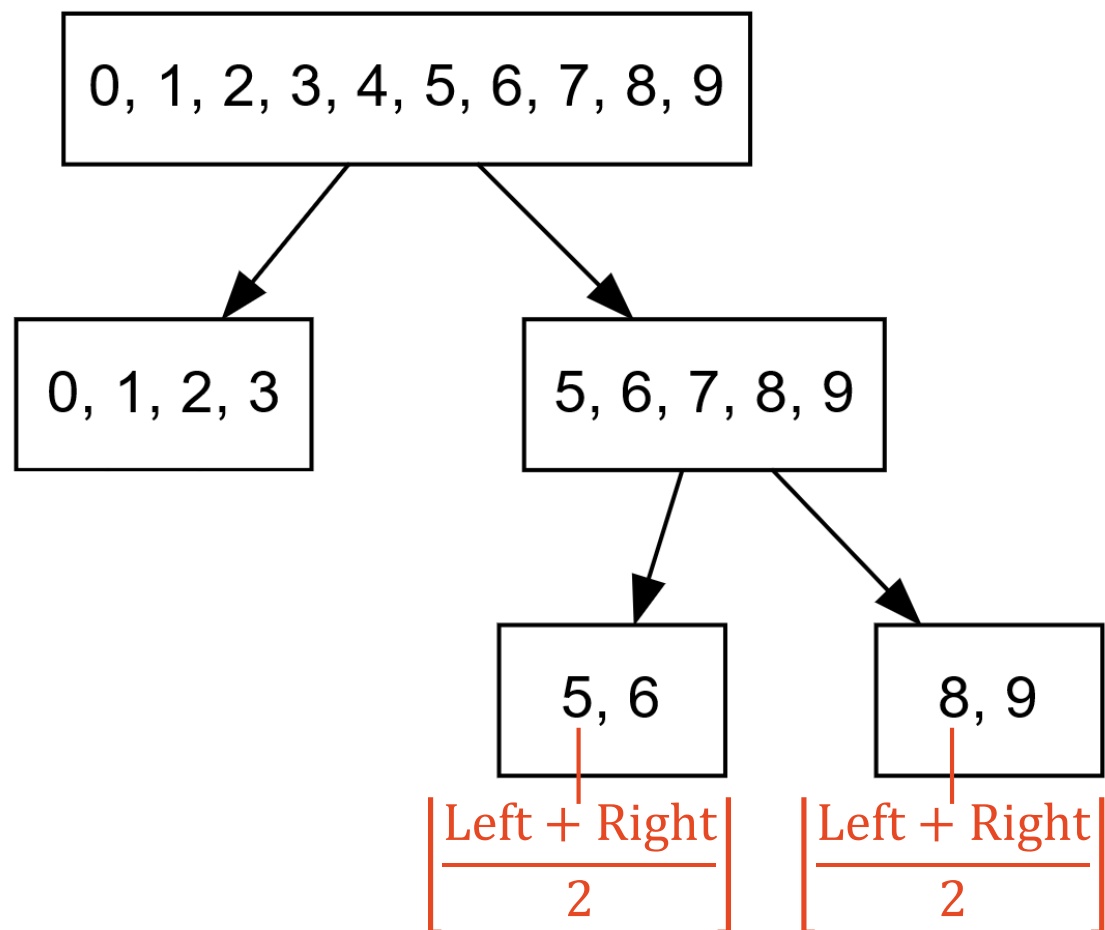 0, 1, 2, 3, 4, 5, 6, 7, 8, 9
0, 1, 2, 3
5, 6, 7, 8, 9
5, 6
8, 9
⌊(Left + Right)/2⌋
⌊(Left + Right)/2⌋